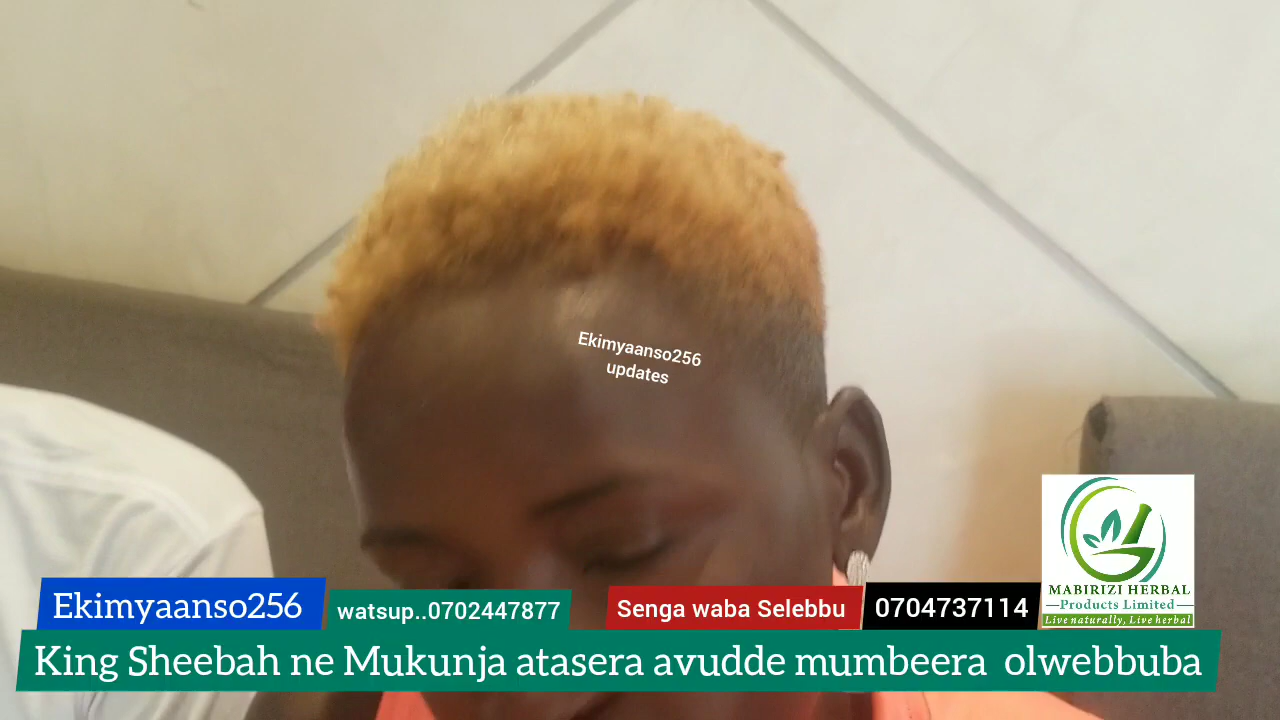 Ekimyaanso256
updates
MABIRIZI HERBAL
Products Limited
Live naturally, Live herbal
Ekimyaanso256
watsup..0702447877
Senga waba Selebbu
0704737114
King Sheebah ne Mukunja atasera avudde mumbeera olwebbuba